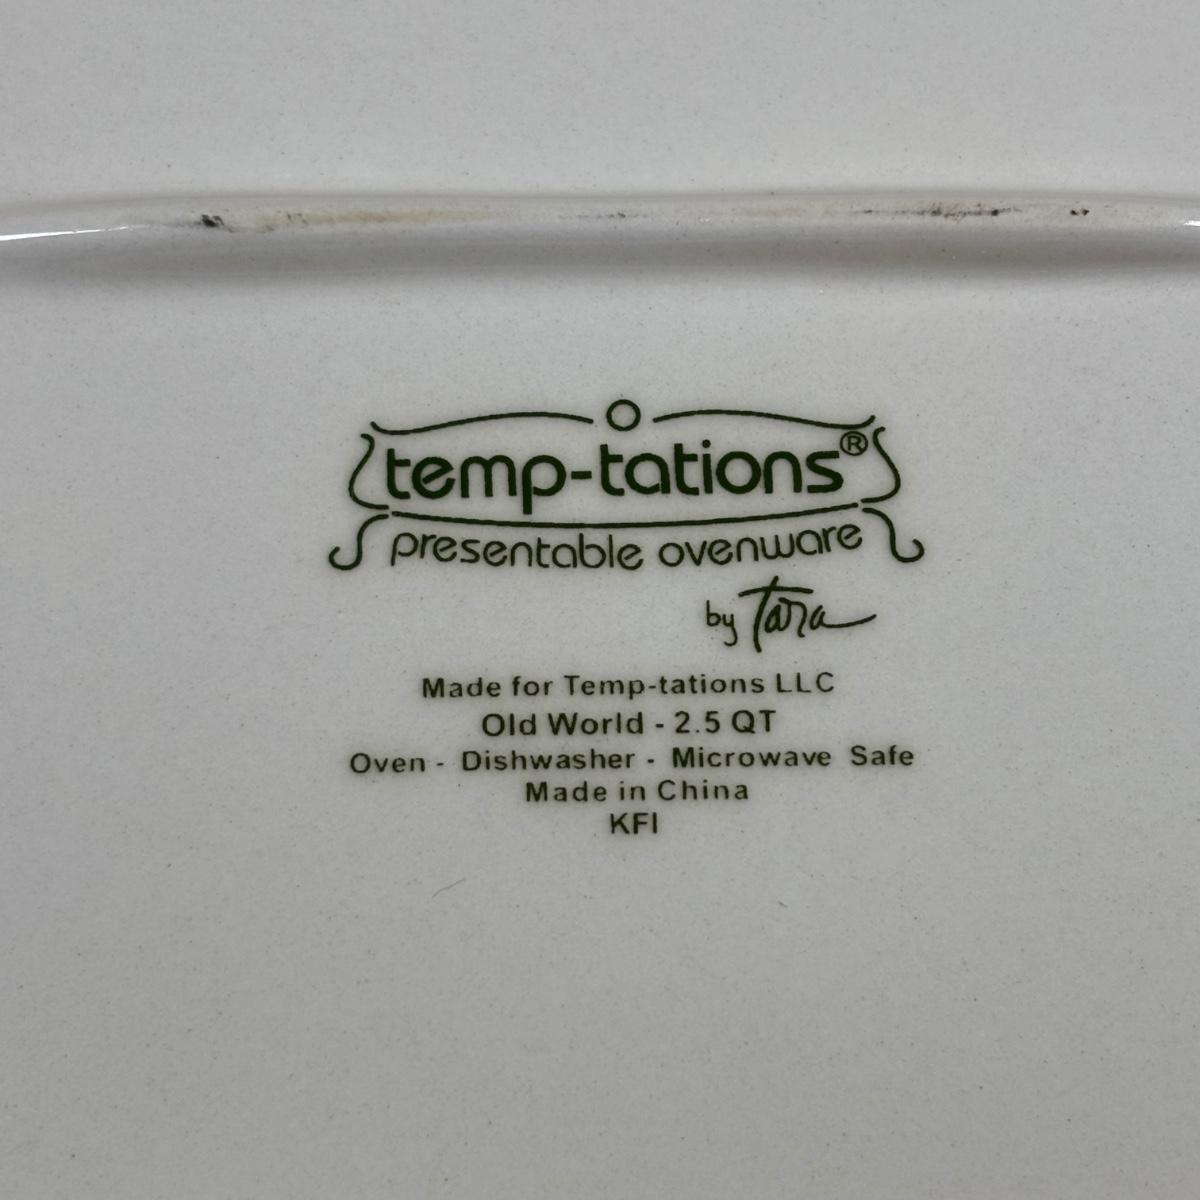 temp-tations®
presentable ovenware
by Tara
Made for Temp-tations LLC
Old World - 2.5 QT
Oven - Dishwasher - Microwave Safe
Made in China
KFI